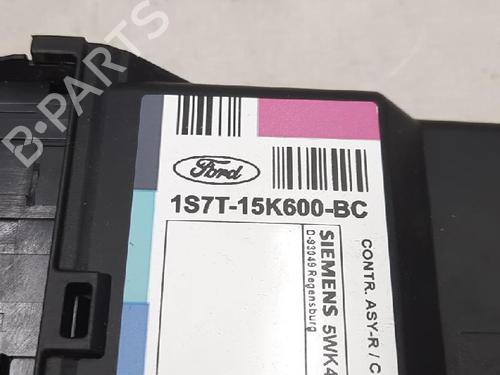 B-PARTS
Ford
1S7T-15K600-BC
SIEMENS 5WK4
D-93049 Regensburg
CONTR. ASY-R / C